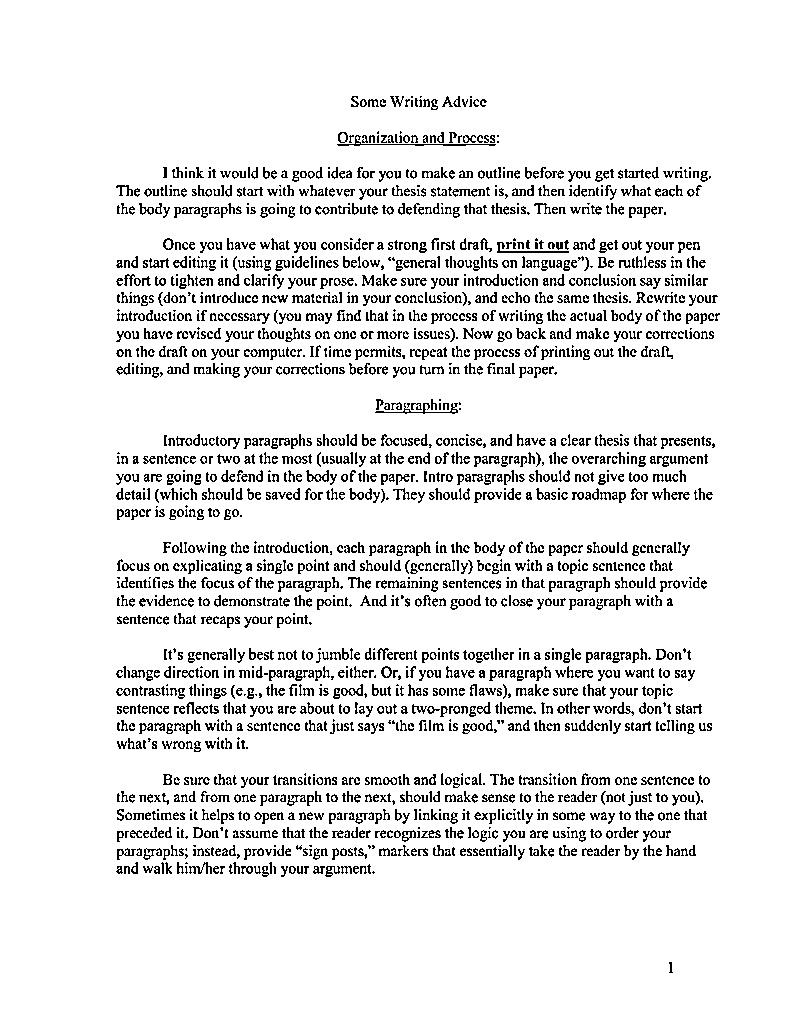 Some Writing Advice
Organization and Process:
I think it would be a good idea for you to make an outline before you get started writing.
The outline should start with whatever your thesis statement is, and then identify what each of
the body paragraphs is going to contribute to defending that thesis. Then write the paper.
Once you have what you consider a strong first draft, print it out and get out your pen
and start editing it (using guidelines below, “general thoughts on language”). Be ruthless in the
effort to tighten and clarify your prose. Make sure your introduction and conclusion say similar
things (don’t introduce new material in your conclusion), and echo the same thesis. Rewrite your
introduction if necessary (you may find that in the process of writing the actual body of the paper
you have revised your thoughts on one or more issues). Now go back and make your corrections
on the draft on your computer. If time permits, repeat the process of printing out the draft,
editing, and making your corrections before you turn in the final paper.
Paragraphing:
Introductory paragraphs should be focused, concise, and have a clear thesis that presents,
in a sentence or two at the most (usually at the end of the paragraph), the overarching argument
you are going to defend in the body of the paper. Intro paragraphs should not give too much
detail (which should be saved for the body). They should provide a basic roadmap for where the
paper is going to go.
Following the introduction, each paragraph in the body of the paper should generally
focus on explicating a single point and should (generally) begin with a topic sentence that
identifies the focus of the paragraph. The remaining sentences in that paragraph should provide
the evidence to demonstrate the point. And it’s often good to close your paragraph with a
sentence that recaps your point.
It’s generally best not to jumble different points together in a single paragraph. Don’t
change direction in mid-paragraph, either. Or, if you have a paragraph where you want to say
contrasting things (e.g., the film is good, but it has some flaws), make sure that your topic
sentence reflects that you are about to lay out a two-pronged theme. In other words, don’t start
the paragraph with a sentence that just says “the film is good,” and then suddenly start telling us
what’s wrong with it.
Be sure that your transitions are smooth and logical. The transition from one sentence to
the next, and from one paragraph to the next, should make sense to the reader (not just to you).
Sometimes it helps to open a new paragraph by linking it explicitly in some way to the one that
preceded it. Don’t assume that the reader recognizes the logic you are using to order your
paragraphs; instead, provide “sign posts,” markers that essentially take the reader by the hand
and walk him/her through your argument.
1